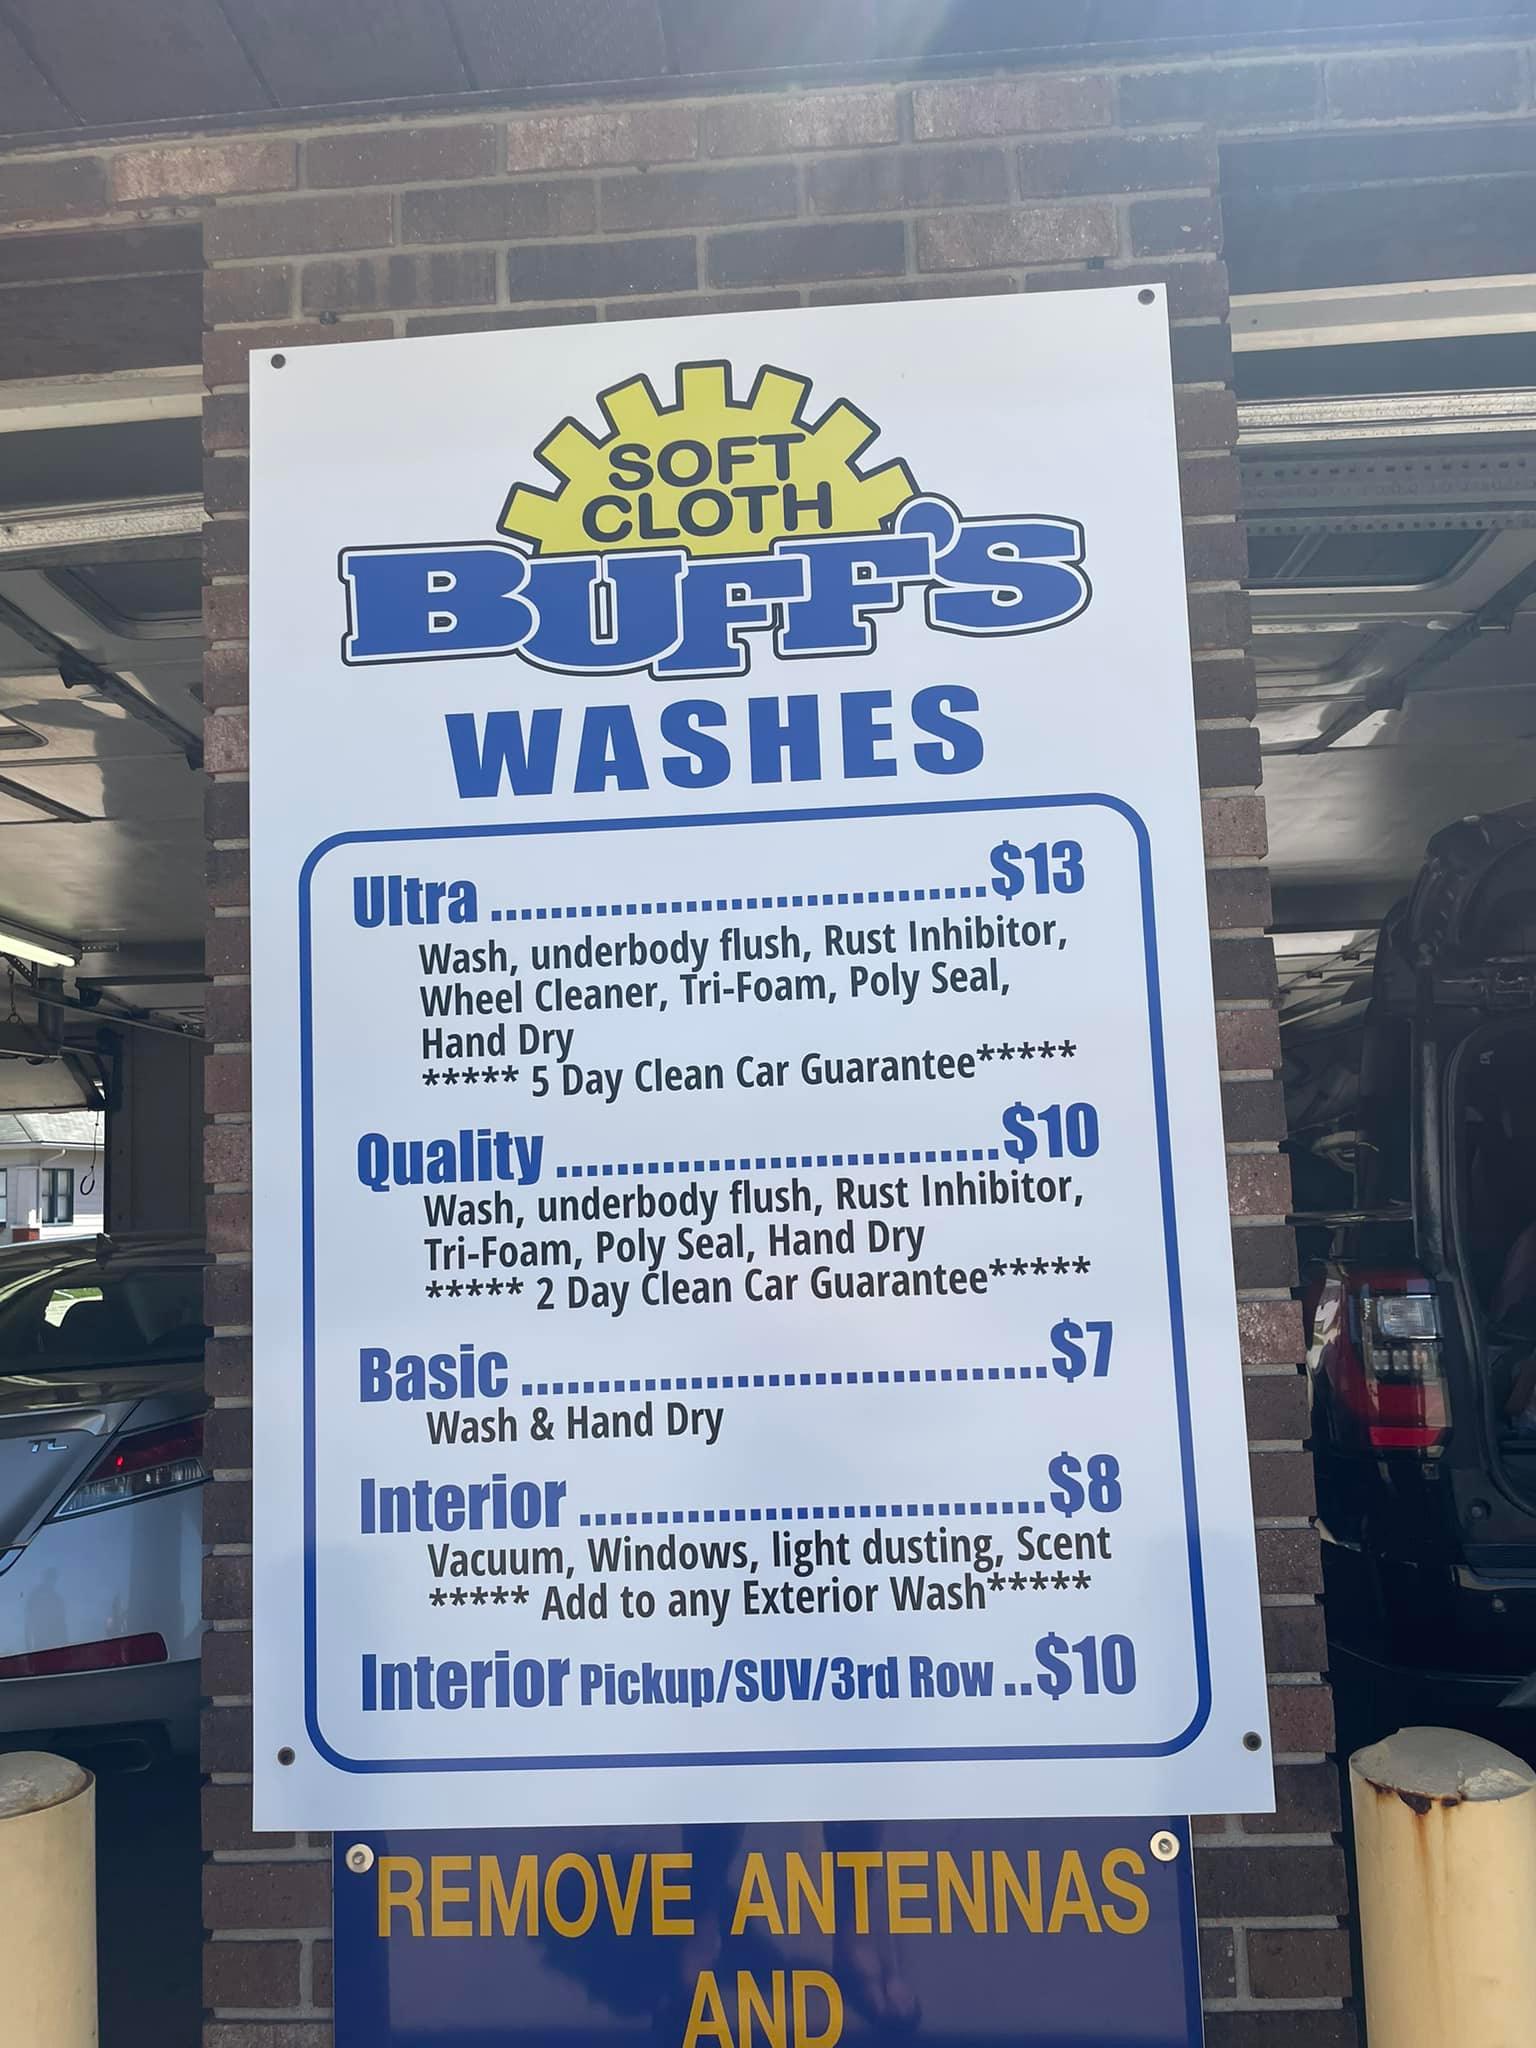 SOFT
CLOTH
BUFF'S
WASHES
Ultra ................................. $13
Wash, underbody flush, Rust Inhibitor,
Wheel Cleaner, Tri-Foam, Poly Seal,
Hand Dry
***** 5 Day Clean Car Guarantee*****
Quality ............................. $10
Wash, underbody flush, Rust Inhibitor,
Tri-Foam, Poly Seal, Hand Dry
***** 2 Day Clean Car Guarantee*****
Basic ................................... $7
Wash & Hand Dry
Interior ............................... $8
Vacuum, Windows, light dusting, Scent
***** Add to any Exterior Wash*****
Interior Pickup/SUV/3rd Row .. $10
TL
REMOVE ANTENNAS
AND